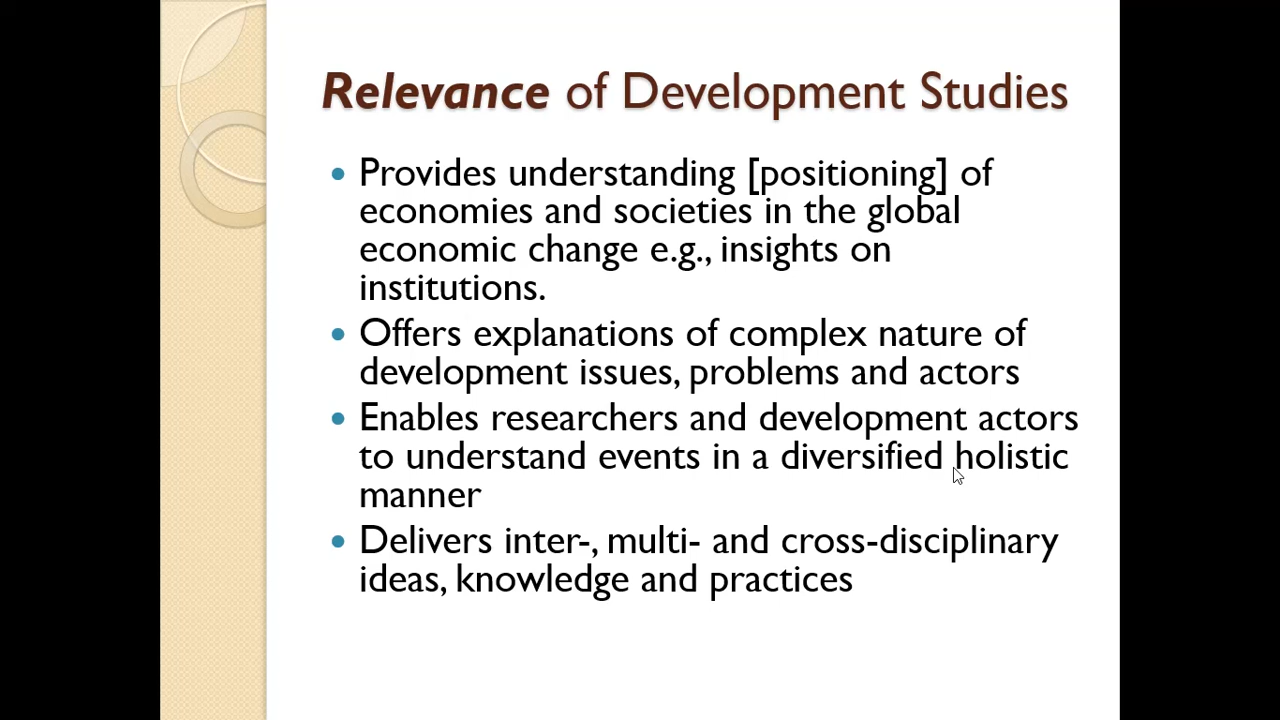 Relevance of Development Studies
• Provides understanding [positioning] of
economies and societies in the global
economic change e.g., insights on
institutions.
• Offers explanations of complex nature of
development issues, problems and actors
• Enables researchers and development actors
to understand events in a diversified holistic
manner
• Delivers inter-, multi- and cross-disciplinary
ideas, knowledge and practices